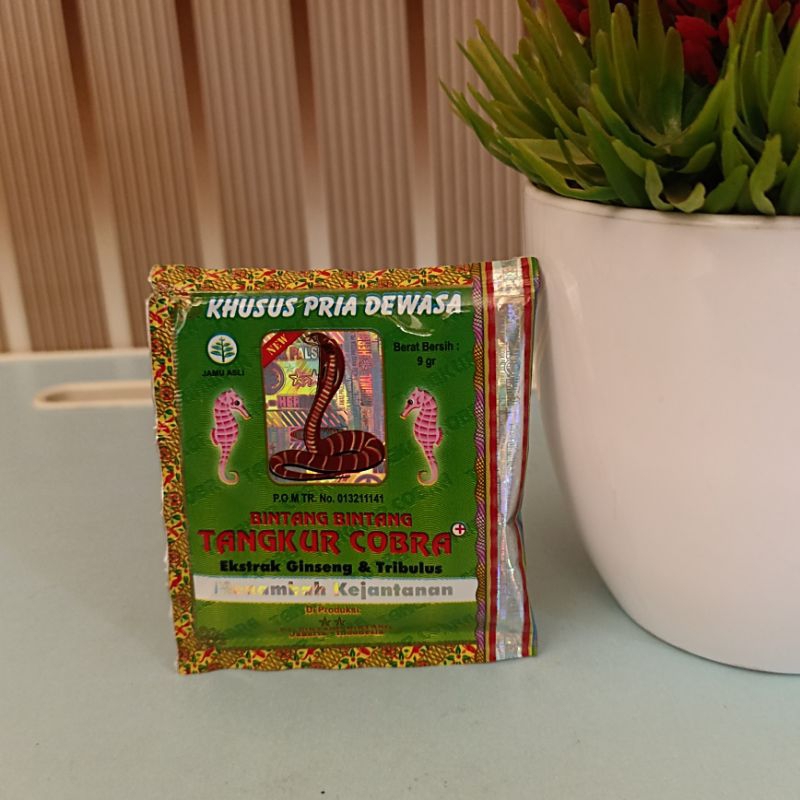 KHUSUS PRIA DEWASA
NEW
JAMU ASLI
Berat Bersih :
9 gr
P.O.M TR. No. 013211141
BINTANG BINTANG
TANGKUR COBRA+
Ekstrak Ginseng & Tribulus
Menambah Kejantanan
Di Produksi: